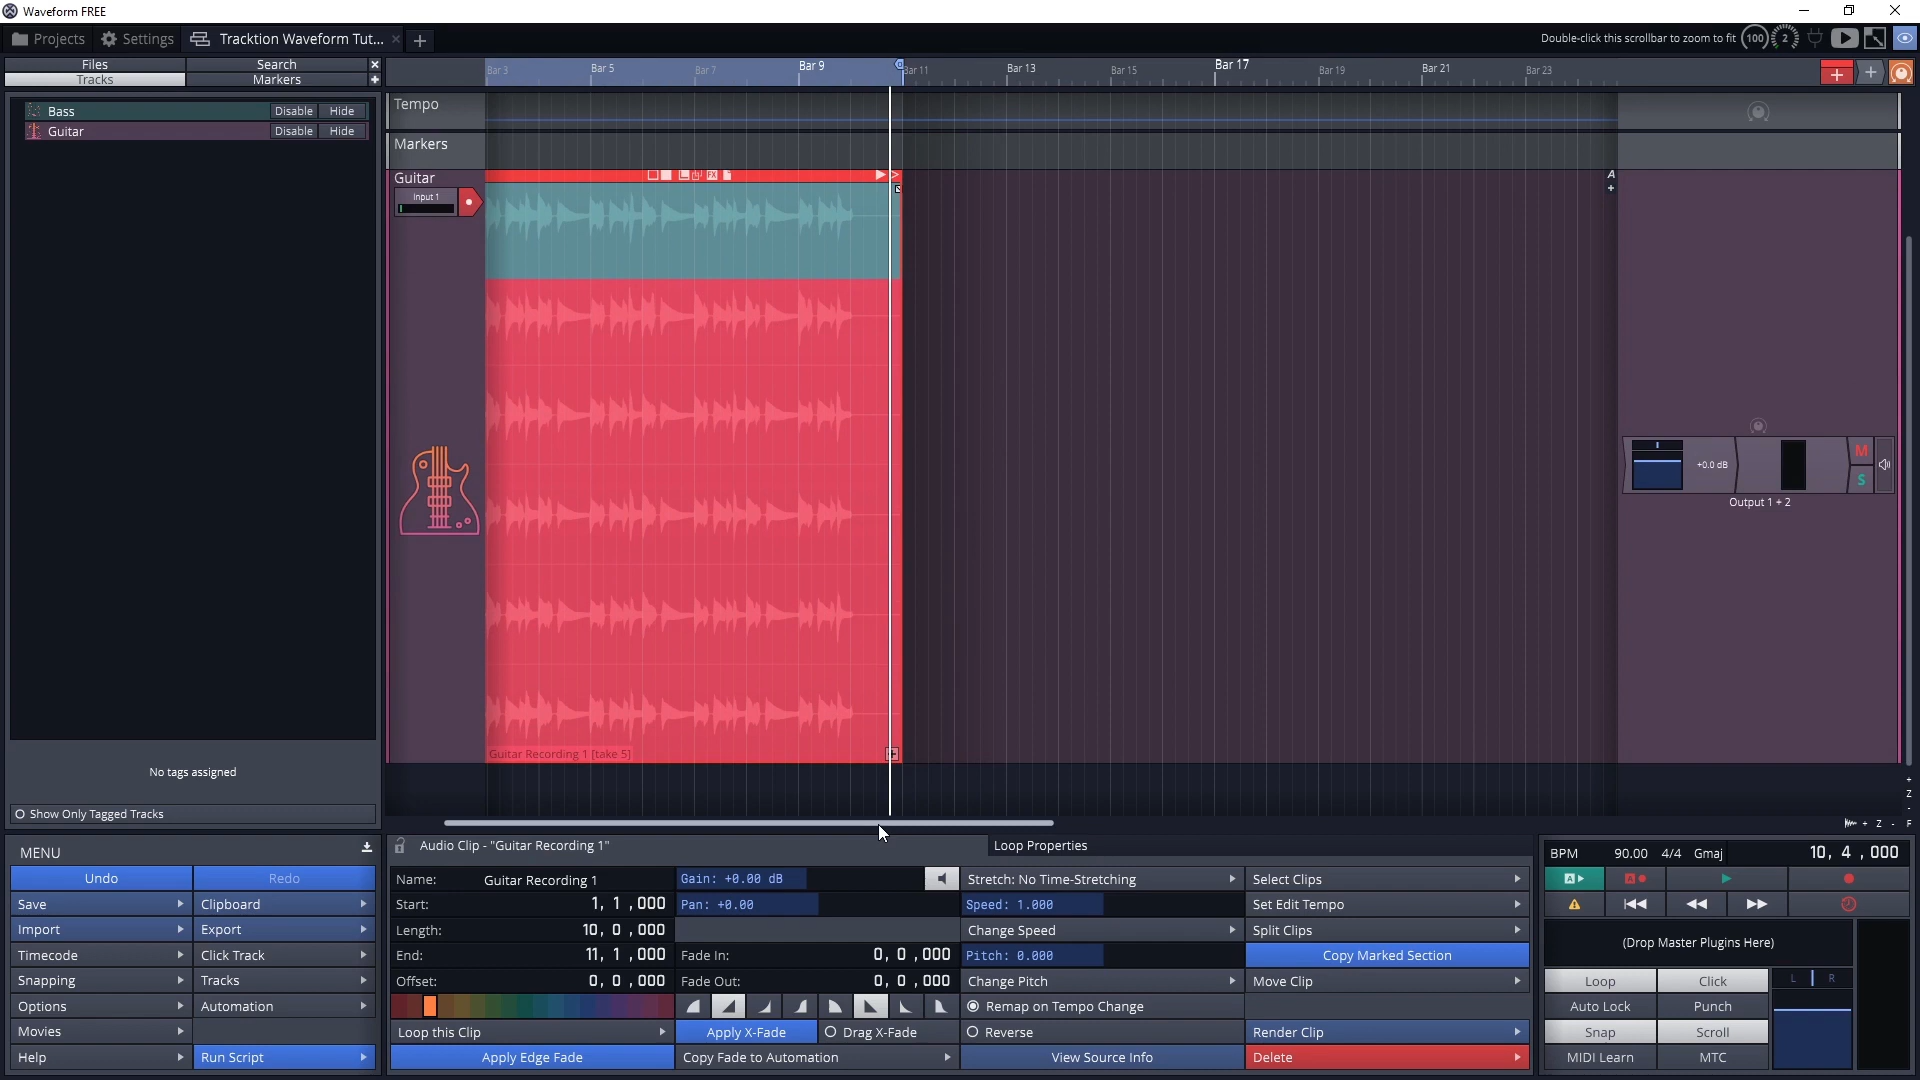 Waveform FREE
Projects
Settings
Tracktion Waveform Tut...
Double-click this scrollbar to zoom to fit
100
2
Files
Search
Tracks
Markers
Bar 3
Bar 5
Bar 7
Bar 9
Bar 11
Bar 13
Bar 15
Bar 17
Bar 19
Bar 21
Bar 23
Bass
Disable
Hide
Guitar
Disable
Hide
Tempo
Markers
Guitar
Input 1
FX
A
+0.0 dB
M
S
Output 1 + 2
Guitar Recording 1 [take 5]
No tags assigned
Show Only Tagged Tracks
Z
+ Z - F
MENU
Undo
Redo
Save
Clipboard
Import
Export
Timecode
Click Track
Snapping
Tracks
Options
Automation
Movies
Help
Run Script
Audio Clip - "Guitar Recording 1"
Loop Properties
Name: Guitar Recording 1
Start: 1, 1 ,000
Length: 10, 0 ,000
End: 11, 1 ,000
Offset: 0, 0 ,000
Loop this Clip
Apply Edge Fade
Gain: +0.00 dB
Pan: +0.00
Fade In: 0, 0 ,000
Fade Out: 0, 0 ,000
Apply X-Fade
Drag X-Fade
Copy Fade to Automation
Stretch: No Time-Stretching
Speed: 1.000
Change Speed
Pitch: 0.000
Change Pitch
Remap on Tempo Change
Reverse
View Source Info
Select Clips
Set Edit Tempo
Split Clips
Copy Marked Section
Move Clip
Render Clip
Delete
BPM 90.00 4/4 Gmaj 10, 4 ,000
A
A
(Drop Master Plugins Here)
Loop
Click
Auto Lock
Punch
Snap
Scroll
MIDI Learn
MTC
L
R